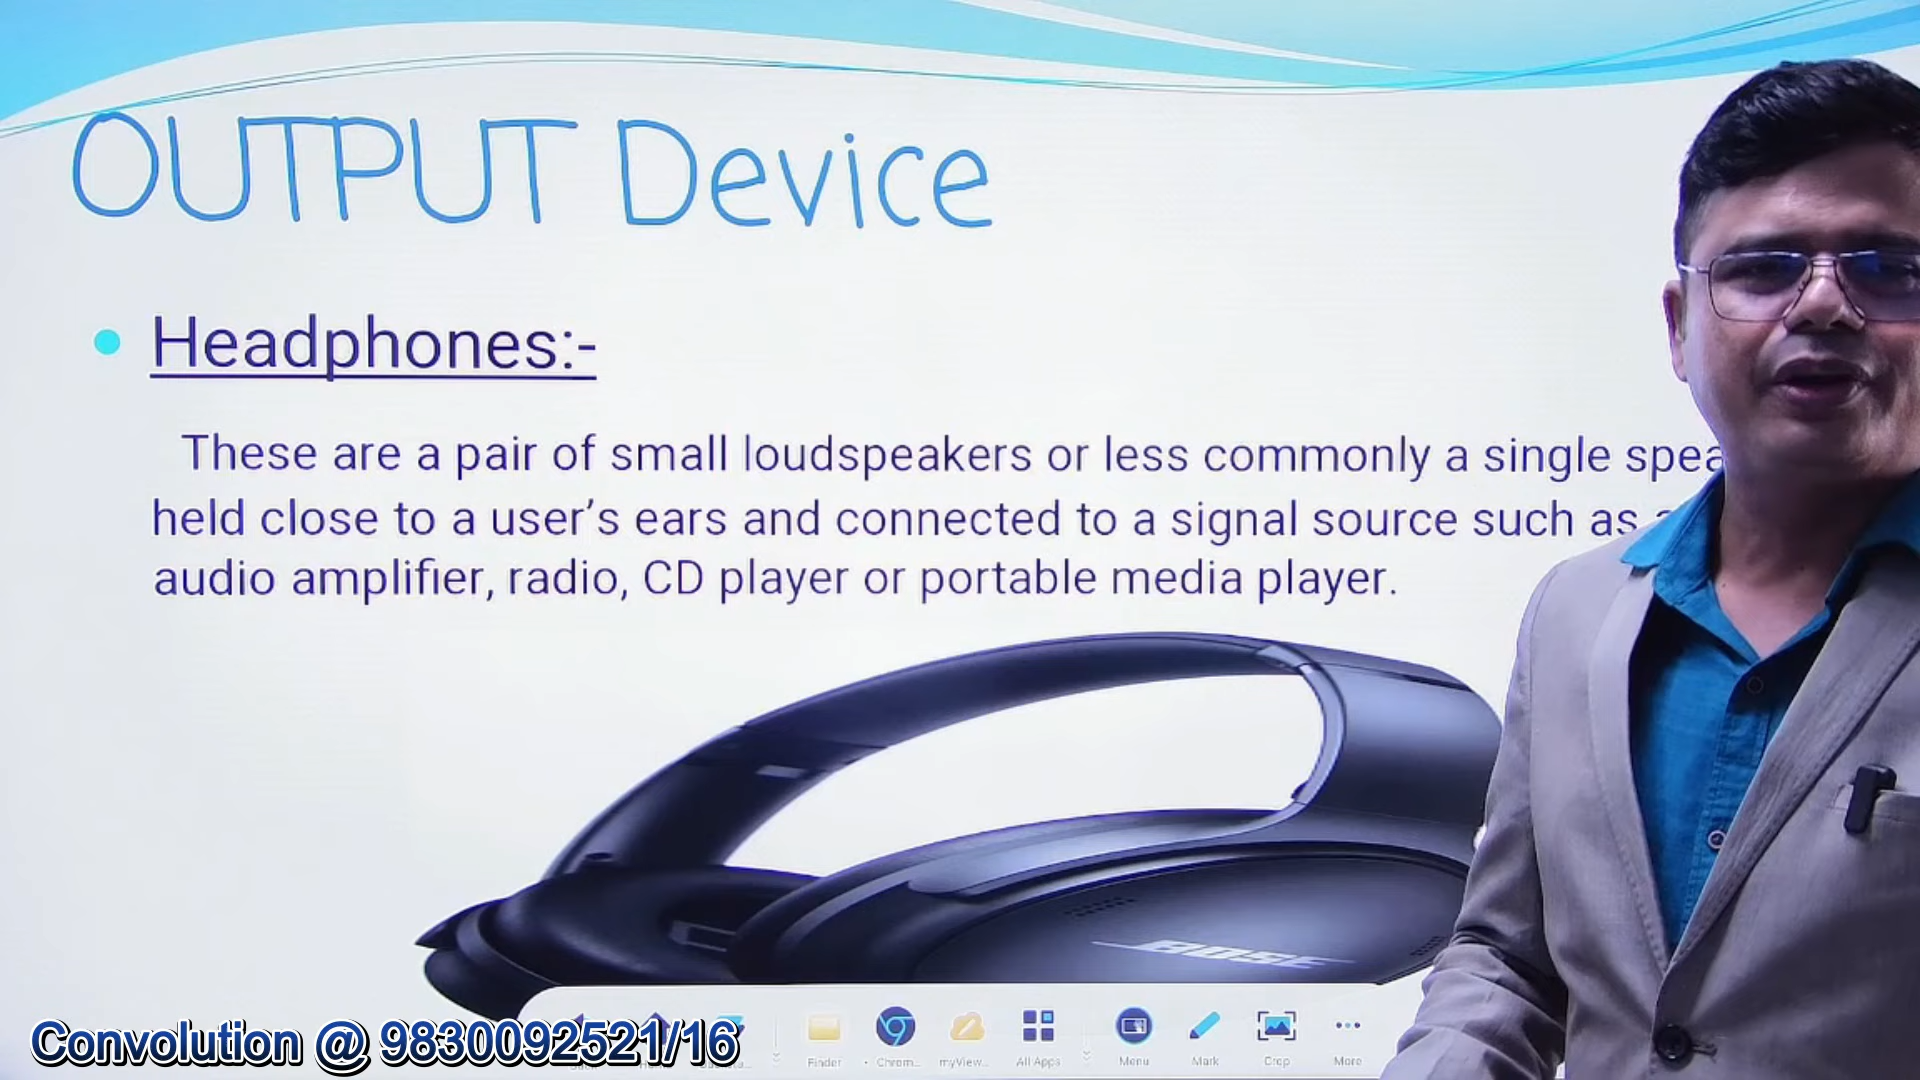 OUTPUT Device
Headphones:-
These are a pair of small loudspeakers or less commonly a single
held close to a user's ears and connected to a signal source such as
audio amplifier, radio, CD player or portable media player.
BOSE
Finder
Chrom...
myView...
All Apps
Menu
Mark
Crop
More
Convolution @ 9830092521/16